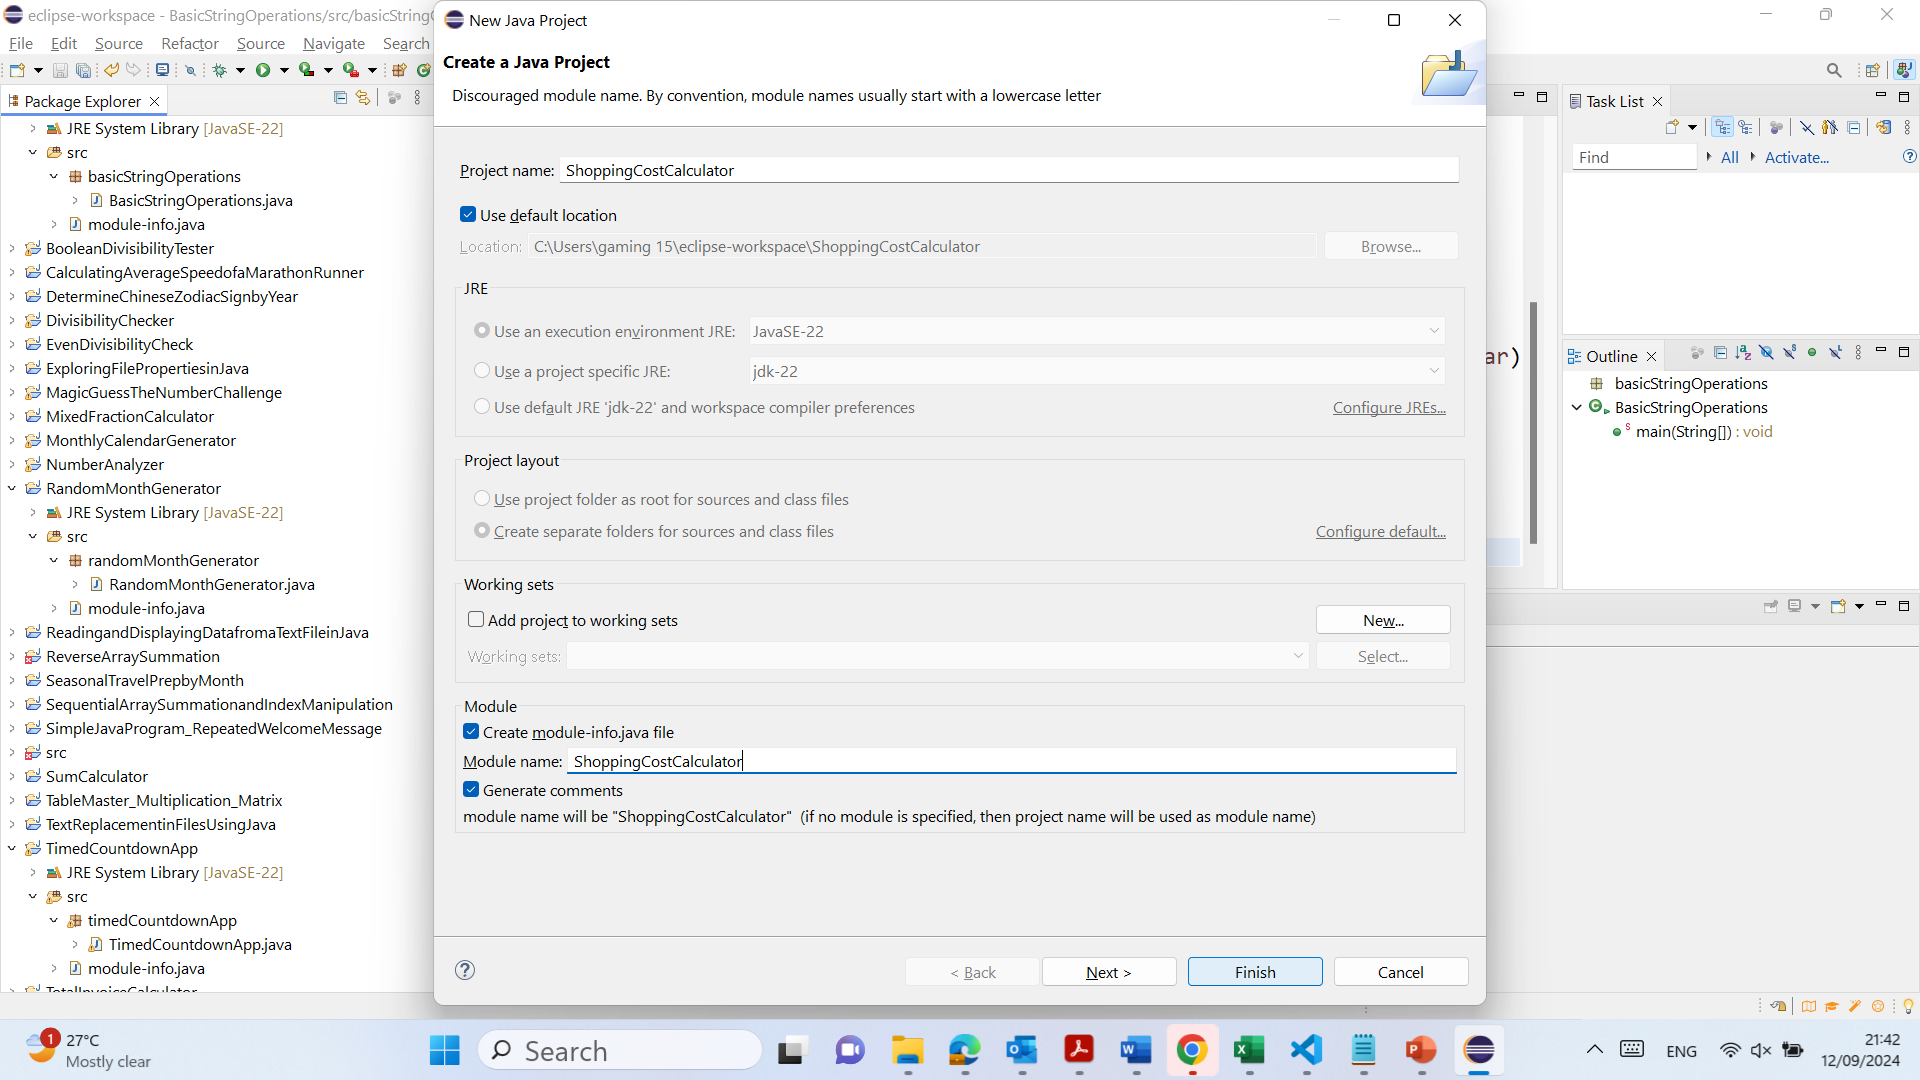 eclipse-workspace - BasicStringOperations/src/basicString
New Java Project
File Edit Source Refactor Source Navigate Search
Create a Java Project
Discouraged module name. By convention, module names usually start with a lowercase letter
Package Explorer
JRE System Library [JavaSE-22]
src
basicStringOperations
BasicStringOperations.java
module-info.java
BooleanDivisibilityTester
CalculatingAverageSpeedofaMarathonRunner
DetermineChineseZodiacSignbyYear
DivisibilityChecker
EvenDivisibilityCheck
ExploringFilePropertiesinJava
MagicGuessTheNumberChallenge
MixedFractionCalculator
MonthlyCalendarGenerator
NumberAnalyzer
RandomMonthGenerator
JRE System Library [JavaSE-22]
src
randomMonthGenerator
RandomMonthGenerator.java
module-info.java
ReadingandDisplayingDatafromaTextFileinJava
ReverseArraySummation
SeasonalTravelPrepbyMonth
SequentialArraySummationandIndexManipulation
SimpleJavaProgram_RepeatedWelcomeMessage
src
SumCalculator
TableMaster_Multiplication_Matrix
TextReplacementinFilesUsingJava
TimedCountdownApp
JRE System Library [JavaSE-22]
src
timedCountdownApp
TimedCountdownApp.java
module-info.java
TotalInvoiceCalculator
Project name: ShoppingCostCalculator
Use default location
Location: C:\Users\gaming 15\eclipse-workspace\ShoppingCostCalculator Browse...
JRE
Use an execution environment JRE: JavaSE-22
Use a project specific JRE: jdk-22
Use default JRE 'jdk-22' and workspace compiler preferences Configure JREs...
Project layout
Use project folder as root for sources and class files
Create separate folders for sources and class files Configure default...
Working sets
Add project to working sets New...
Working sets: Select...
Module
Create module-info.java file
Module name: ShoppingCostCalculator
Generate comments
module name will be "ShoppingCostCalculator" (if no module is specified, then project name will be used as module name)
< Back Next > Finish Cancel
Task List
Find All Activate...
ar)
Outline
basicStringOperations
BasicStringOperations
main(String[]) : void
1
27°C
Mostly clear
Search
ENG
21:42
12/09/2024